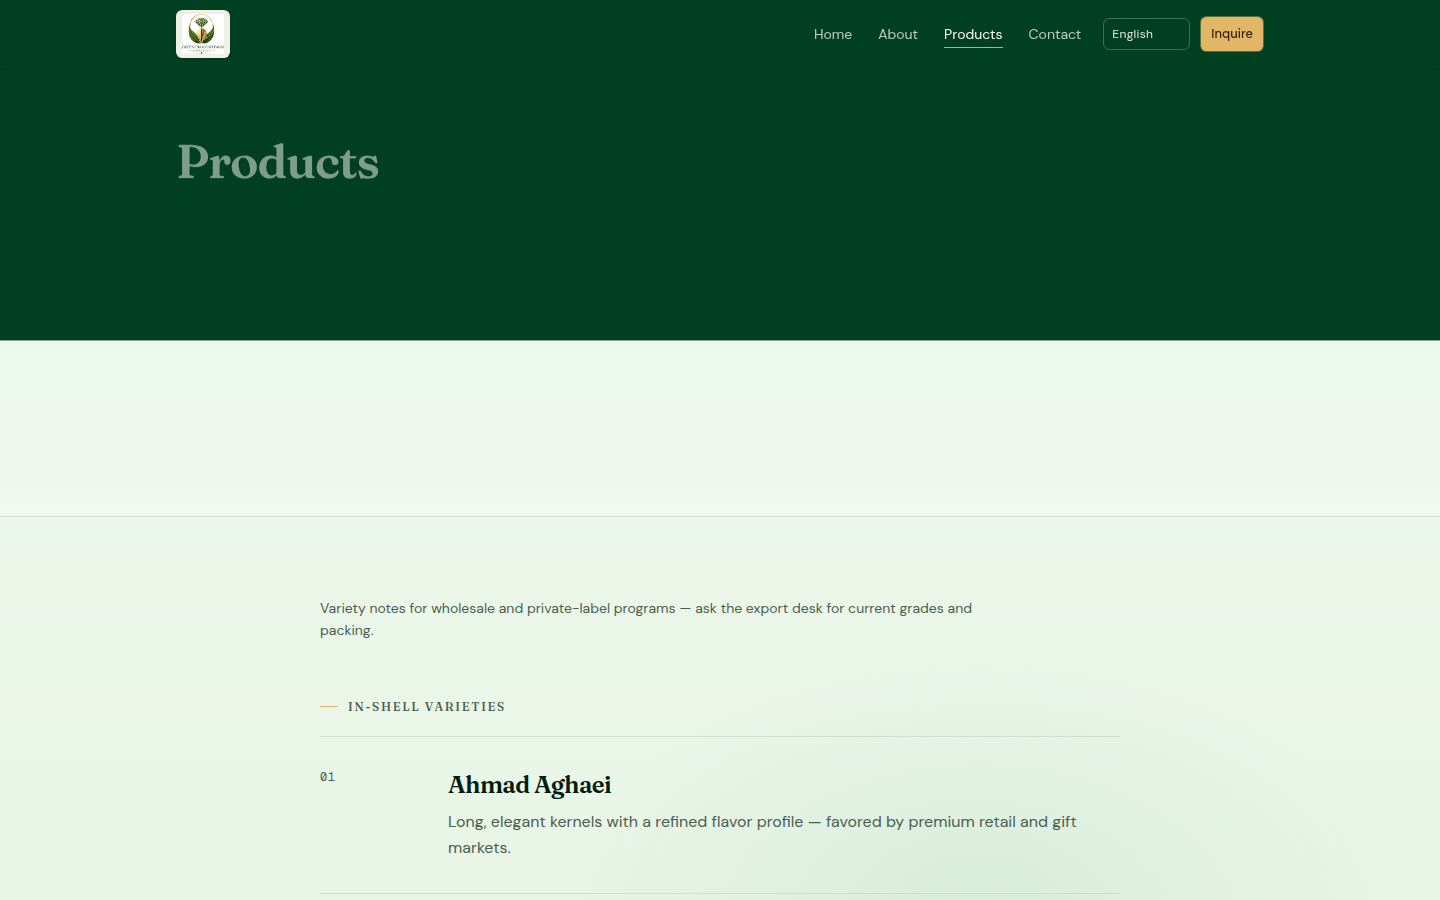 Home About Products Contact English Inquire
Products
Variety notes for wholesale and private-label programs — ask the export desk for current grades and
packing.
IN-SHELL VARIETIES
01
Ahmad Aghaei
Long, elegant kernels with a refined flavor profile — favored by premium retail and gift
markets.